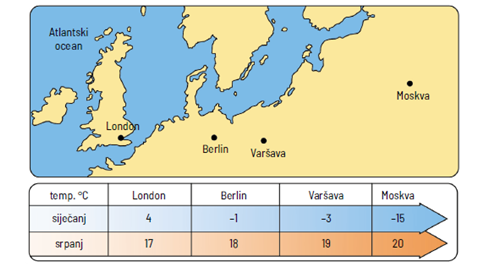 Atlantski
ocean
Moskva
London
Berlin
Varšava
temp. °C London Berlin Varšava Moskva
siječanj 4 -1 -3 -15
srpanj 17 18 19 20